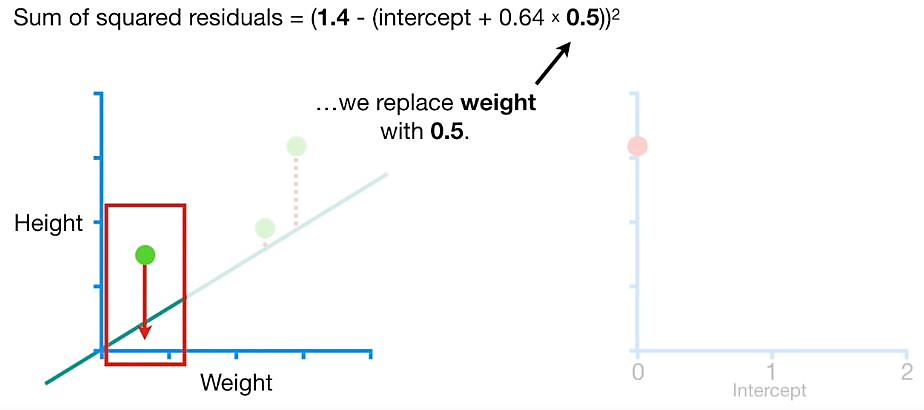 Sum of squared residuals = (1.4 - (intercept + 0.64 × 0.5))²
…we replace weight
with 0.5.
Height
Weight
0 1 2
Intercept